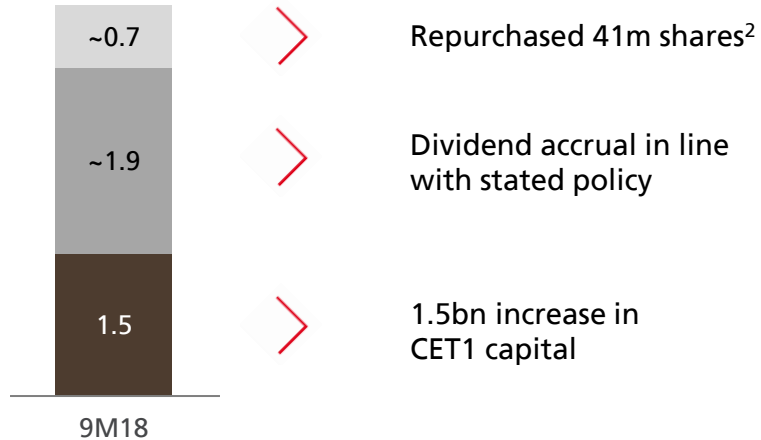 ~0.7
Repurchased 41m shares²
~1.9
Dividend accrual in line
with stated policy
1.5
1.5bn increase in
CET1 capital
9M18